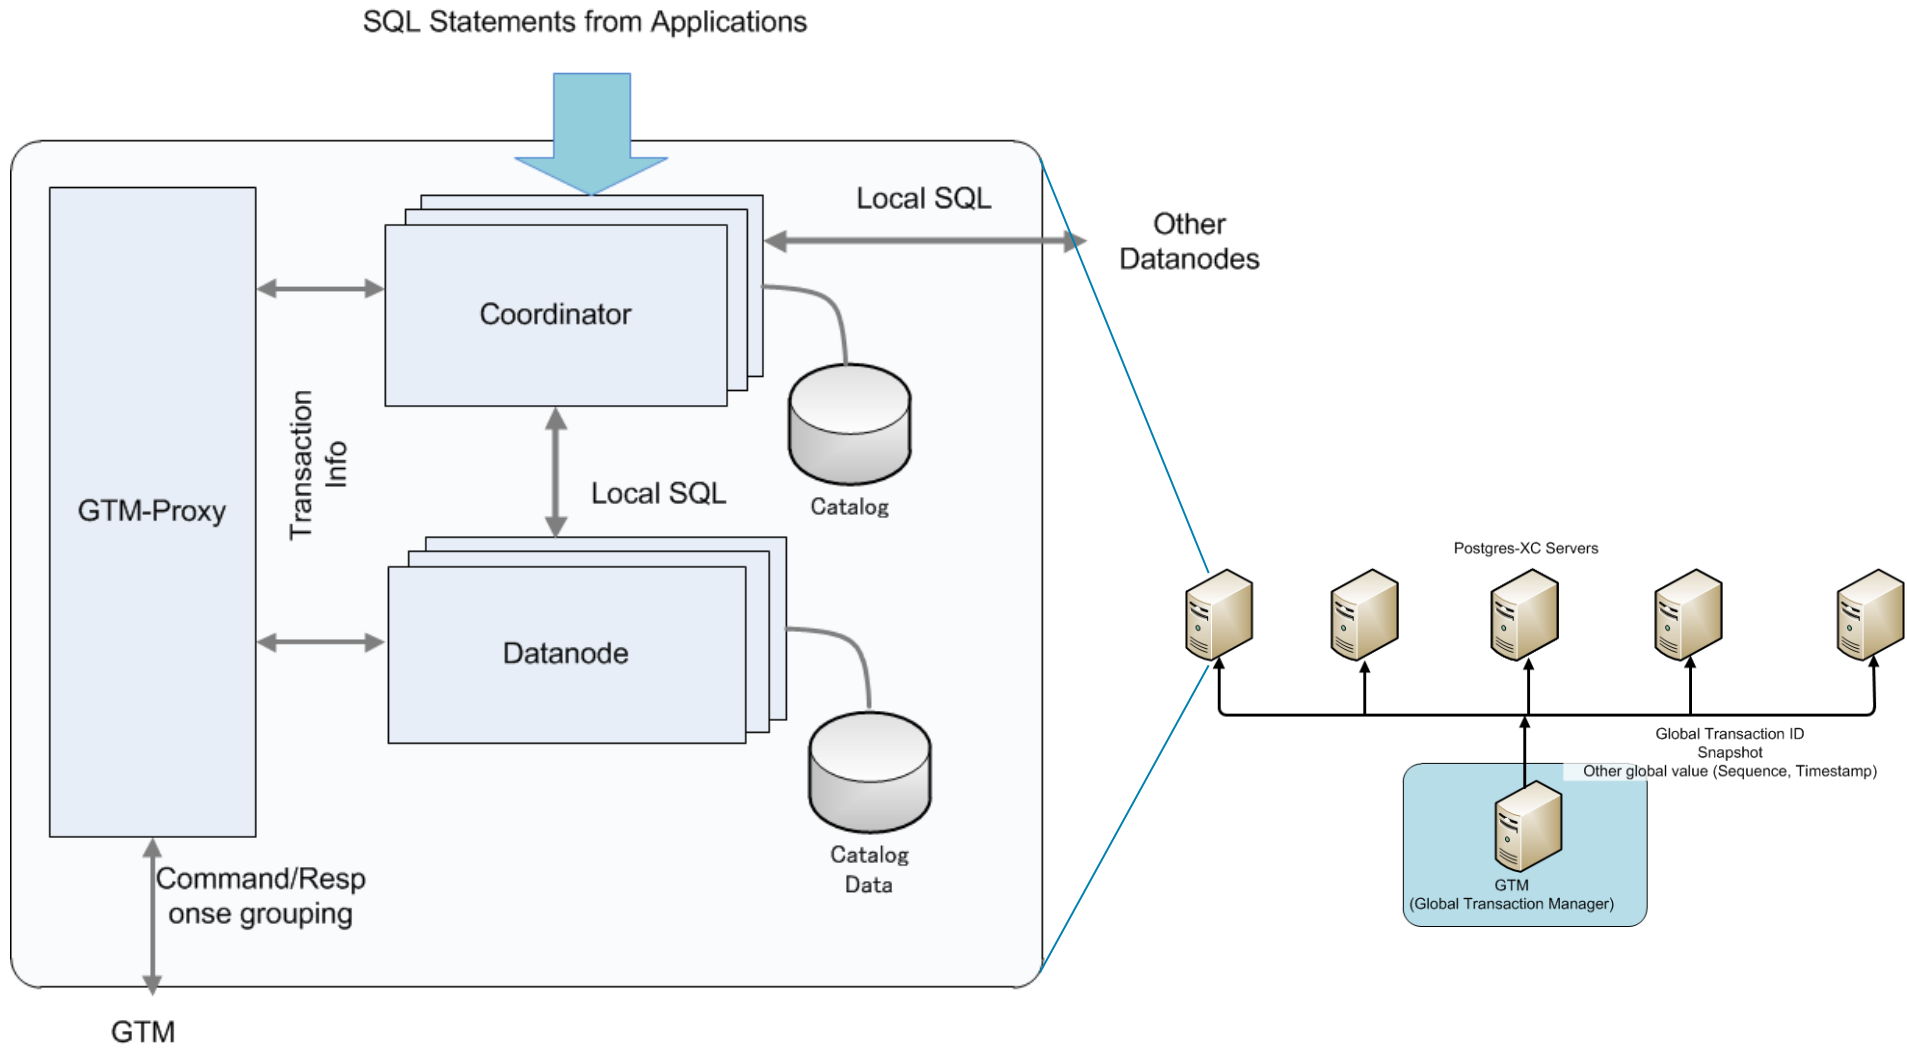 SQL Statements from Applications
Local SQL
Other
Datanodes
Coordinator
Catalog
Transaction
Info
Local SQL
GTM-Proxy
Datanode
Catalog
Data
Command/Resp
onse grouping
GTM
Postgres-XC Servers
Global Transaction ID
Snapshot
Other global value (Sequence, Timestamp)
GTM
(Global Transaction Manager)